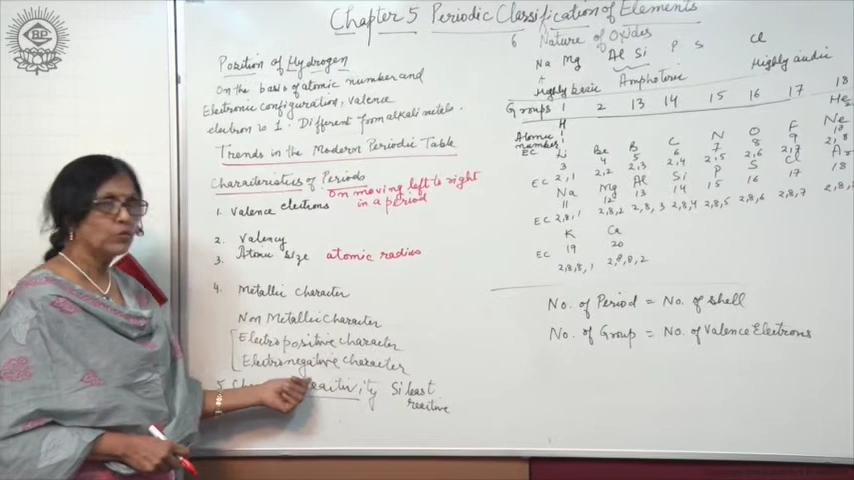 BP
Chapter 5 Periodic Classification of Elements
Position of Hydrogen
On the basis of atomic number and
Electronic configuration, valence
electron is 1. Different from alkali metals.
Trends in the Modern Periodic Table
Characteristics of Periods on moving left to right
in a period
1. Valence electrons
2. Valency
3. Atomic size atomic radius
4. Metallic Character
Non Metallic Character
Electropositive character
Electronegative character
5. Reactivity Si least
reactive
6 Nature of Oxides
Na Mg Al Si P S Cl
Highly basic Amphoteric Highly acidic
Groups 1 2 13 14 15 16 17 18
H He
Atomic number 1
EC Li Be B C N O F Ne
3 4 5 6 7 8 9 10
EC 2,1 2,2 2,3 2,4 2,5 2,6 2,7 2,8
Na Mg Al Si P S Cl Ar
11 12 13 14 15 16 17 18
EC 2,8,1 2,8,2 2,8,3 2,8,4 2,8,5 2,8,6 2,8,7
K Ca
EC 19 20
2,8,8,1 2,8,8,2
No. of Period = No. of shell
No. of Group = No. of Valence Electrons